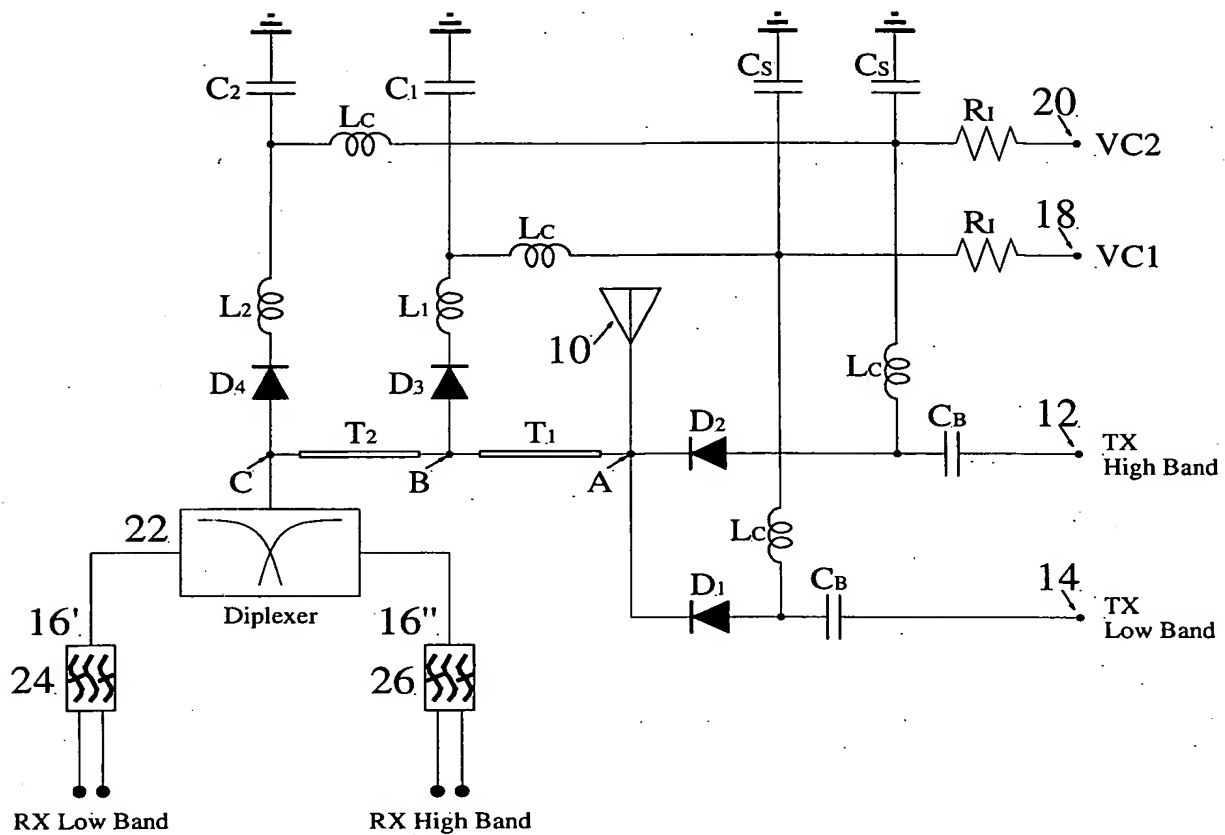 C2
C1
CS
CS
LC
RI
20
VC2
LC
RI
18
VC1
L2
L1
10
LC
D4
D3
D2
CB
12
TX
High Band
T2
T1
C
B
A
22
LC
D1
CB
14
TX
Low Band
Diplexer
16'
16"
24
26
RX Low Band
RX High Band